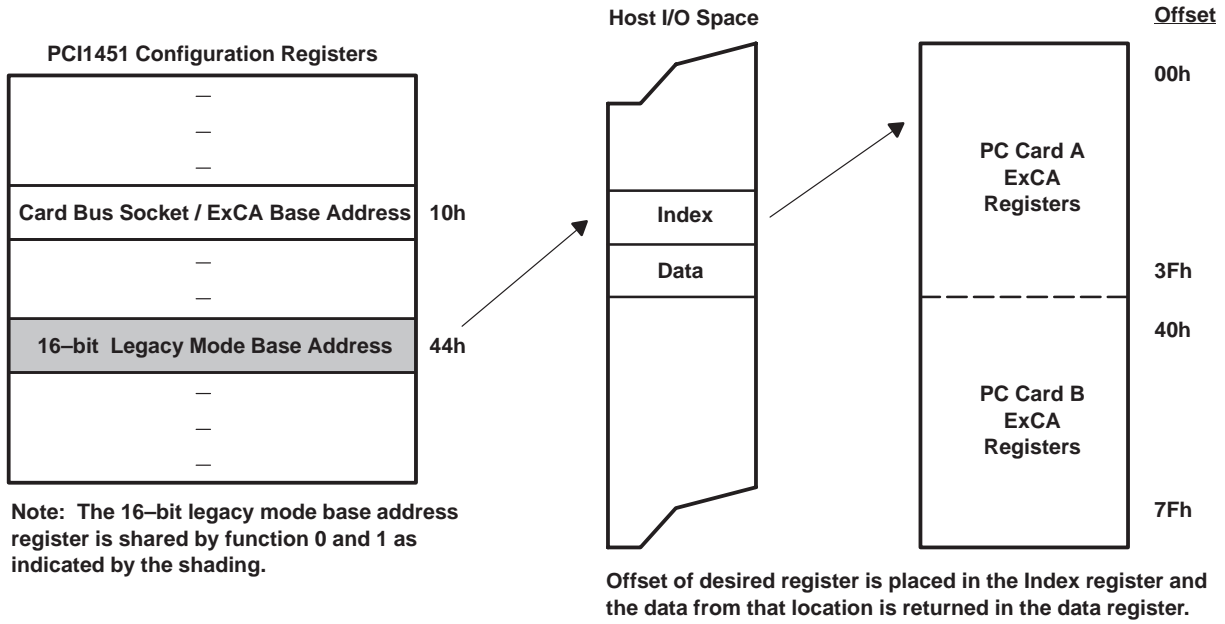 PCI1451 Configuration Registers
–
–
–
Card Bus Socket / ExCA Base Address
10h
–
–
16–bit Legacy Mode Base Address
44h
–
–
–
Note: The 16–bit legacy mode base address
register is shared by function 0 and 1 as
indicated by the shading.
Host I/O Space
Index
Data
Offset
00h
PC Card A
ExCA
Registers
3Fh
40h
PC Card B
ExCA
Registers
7Fh
Offset of desired register is placed in the Index register and
the data from that location is returned in the data register.